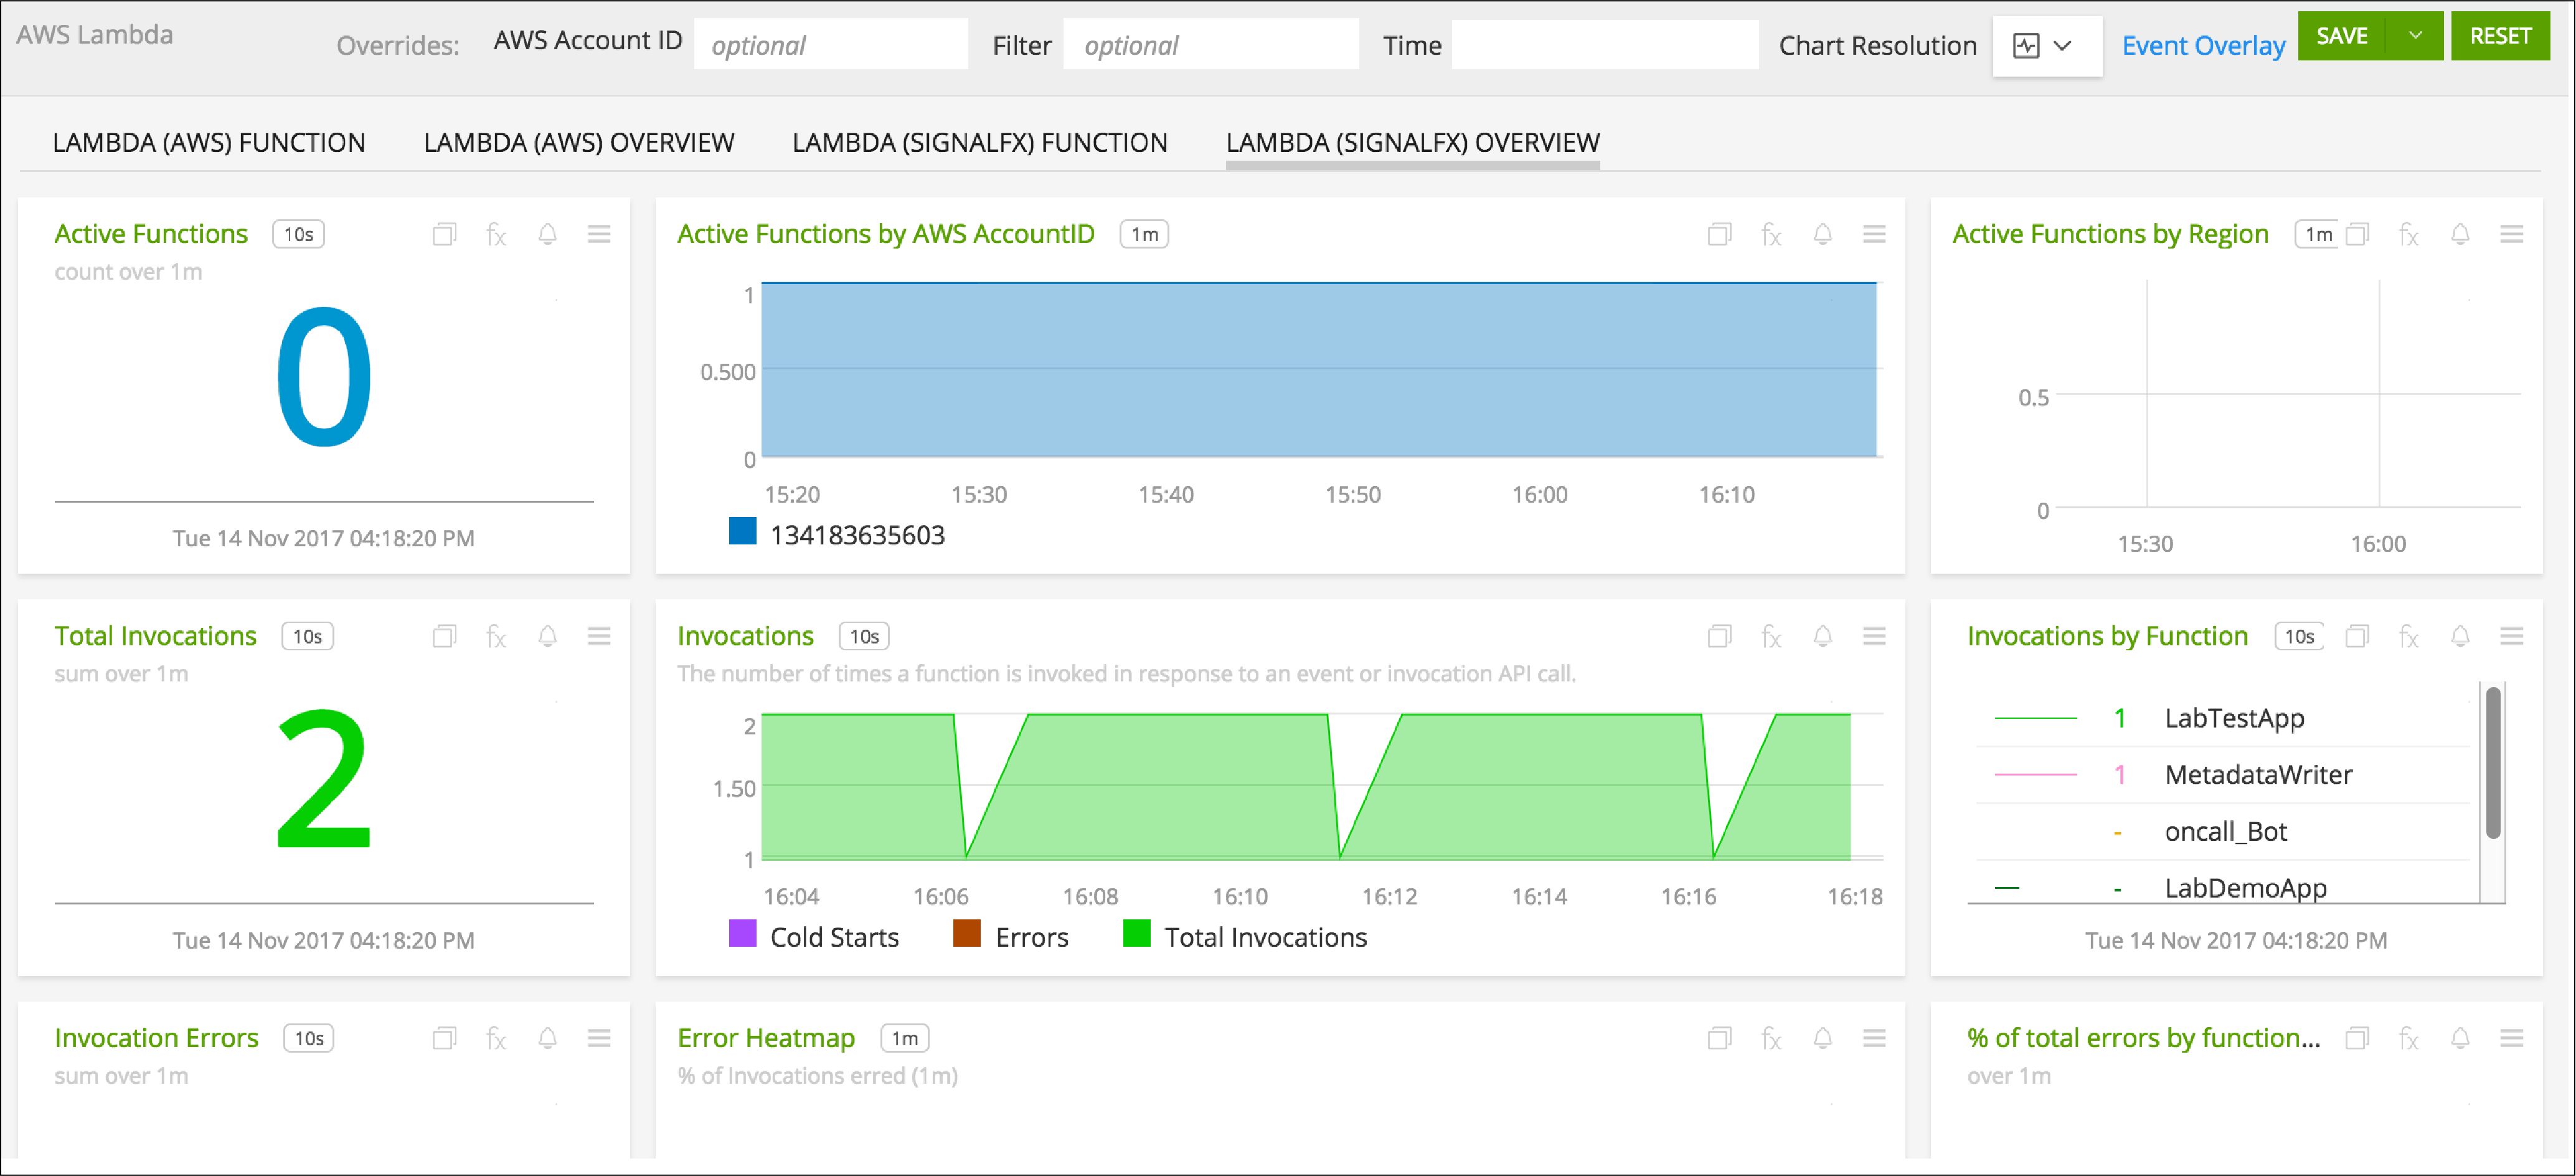 AWS Lambda
Overrides: AWS Account ID optional Filter optional Time Chart Resolution Event Overlay SAVE RESET
LAMBDA (AWS) FUNCTION LAMBDA (AWS) OVERVIEW LAMBDA (SIGNALFX) FUNCTION LAMBDA (SIGNALFX) OVERVIEW
Active Functions 10s fx
count over 1m
0
Tue 14 Nov 2017 04:18:20 PM
Active Functions by AWS AccountID 1m fx
1
0.500
0
15:20 15:30 15:40 15:50 16:00 16:10
134183635603
Active Functions by Region 1m fx
0.5
0
15:30 16:00
Total Invocations 10s fx
sum over 1m
2
Tue 14 Nov 2017 04:18:20 PM
Invocations 10s fx
The number of times a function is invoked in response to an event or invocation API call.
2
1.50
1
16:04 16:06 16:08 16:10 16:12 16:14 16:16 16:18
Cold Starts Errors Total Invocations
Invocations by Function 10s fx
1 LabTestApp
1 MetadataWriter
- oncall_Bot
- LabDemoApp
Tue 14 Nov 2017 04:18:20 PM
Invocation Errors 10s fx
sum over 1m
Error Heatmap 1m fx
% of Invocations erred (1m)
% of total errors by function... fx
over 1m